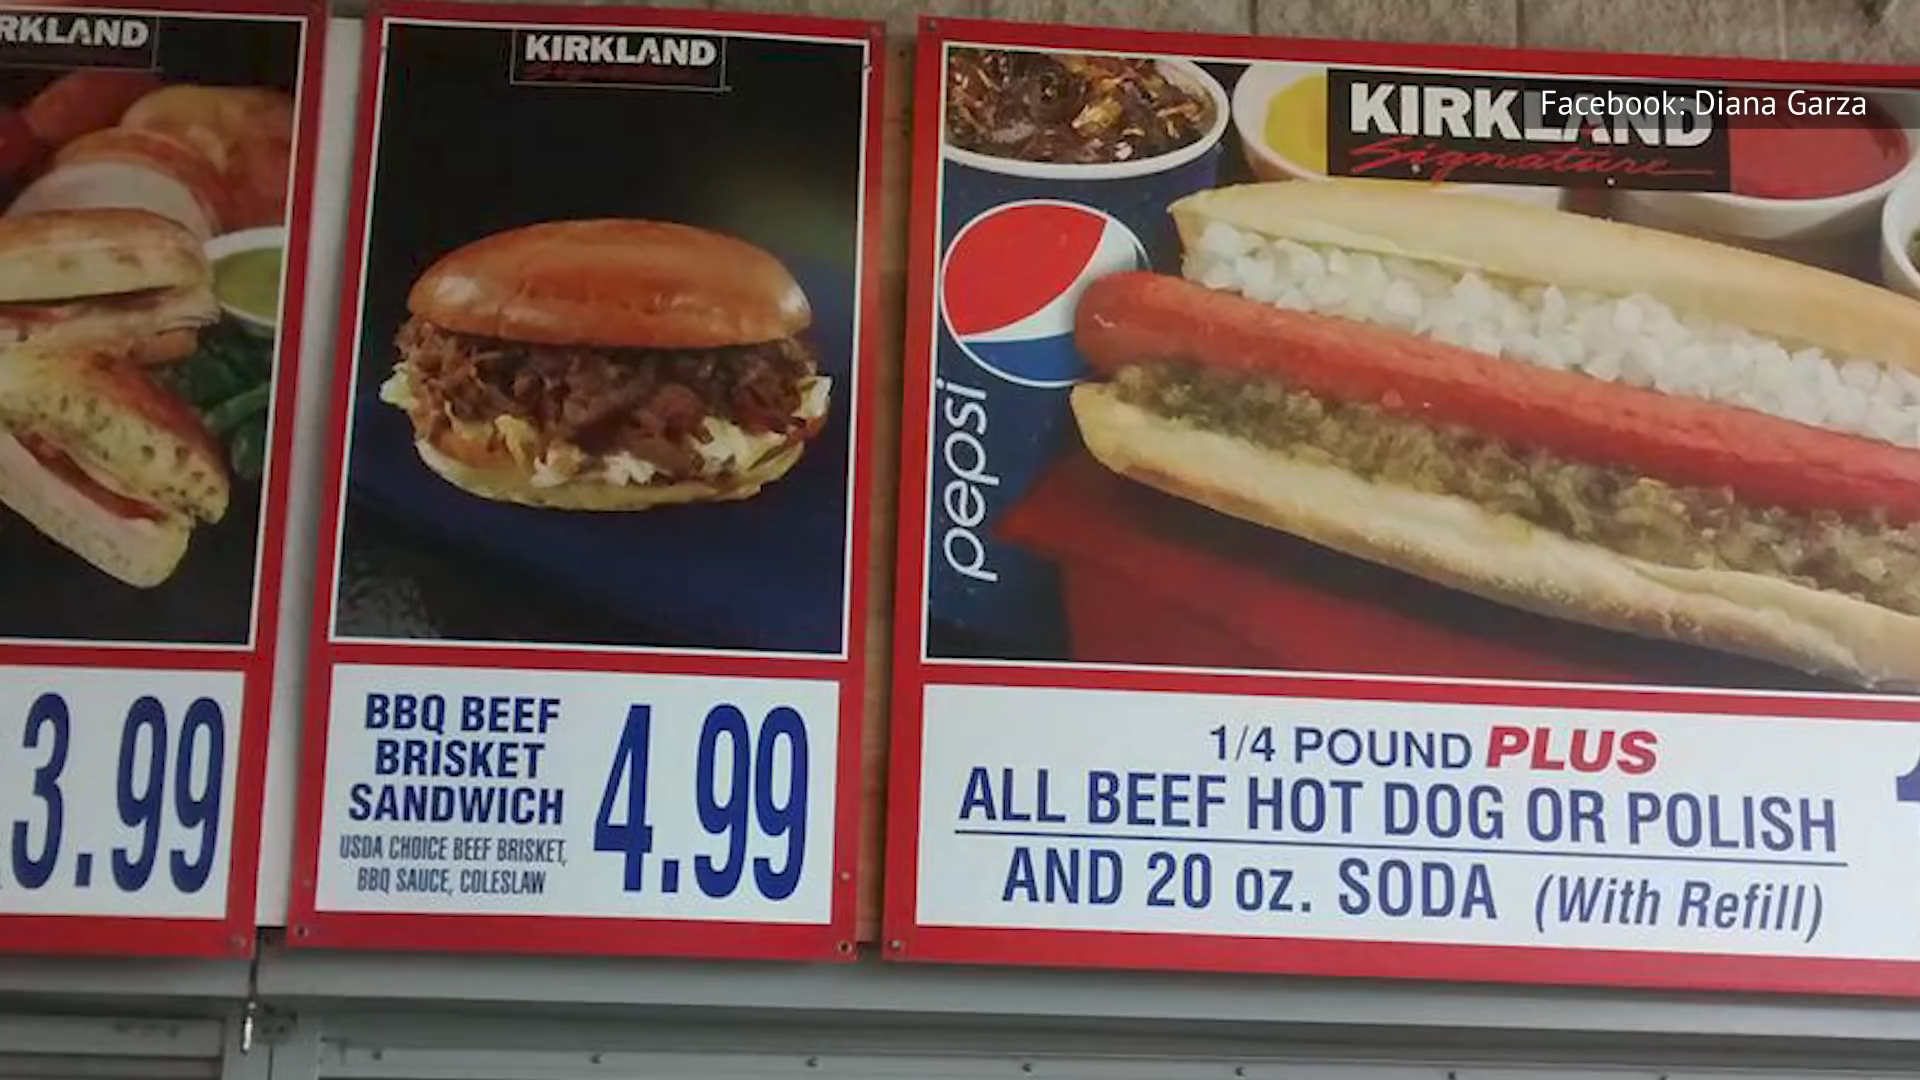 RKLAND
3.99
KIRKLAND
BBQ BEEF
BRISKET
SANDWICH
USDA CHOICE BEEF BRISKET,
BBQ SAUCE, COLESLAW
4.99
KIRKLAND
Signature
Facebook: Diana Garza
pepsi
1/4 POUND PLUS
ALL BEEF HOT DOG OR POLISH
AND 20 oz. SODA (With Refill)